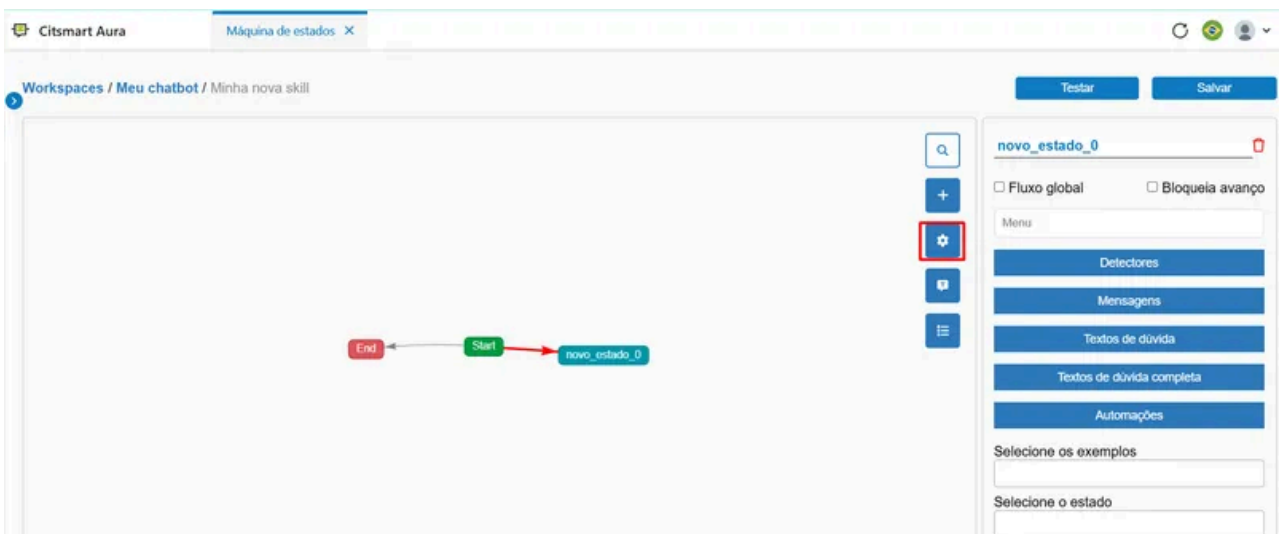 Citsmart Aura
Máquina de estados X
Workspaces / Meu chatbot / Minha nova skill
Testar
Salvar
novo_estado_0
Fluxo global
Bloqueia avanço
Menu
Detectores
Mensagens
Textos de dúvida
Textos de dúvida completa
Automações
Selecione os exemplos
Selecione o estado
End
Start
novo_estado_0